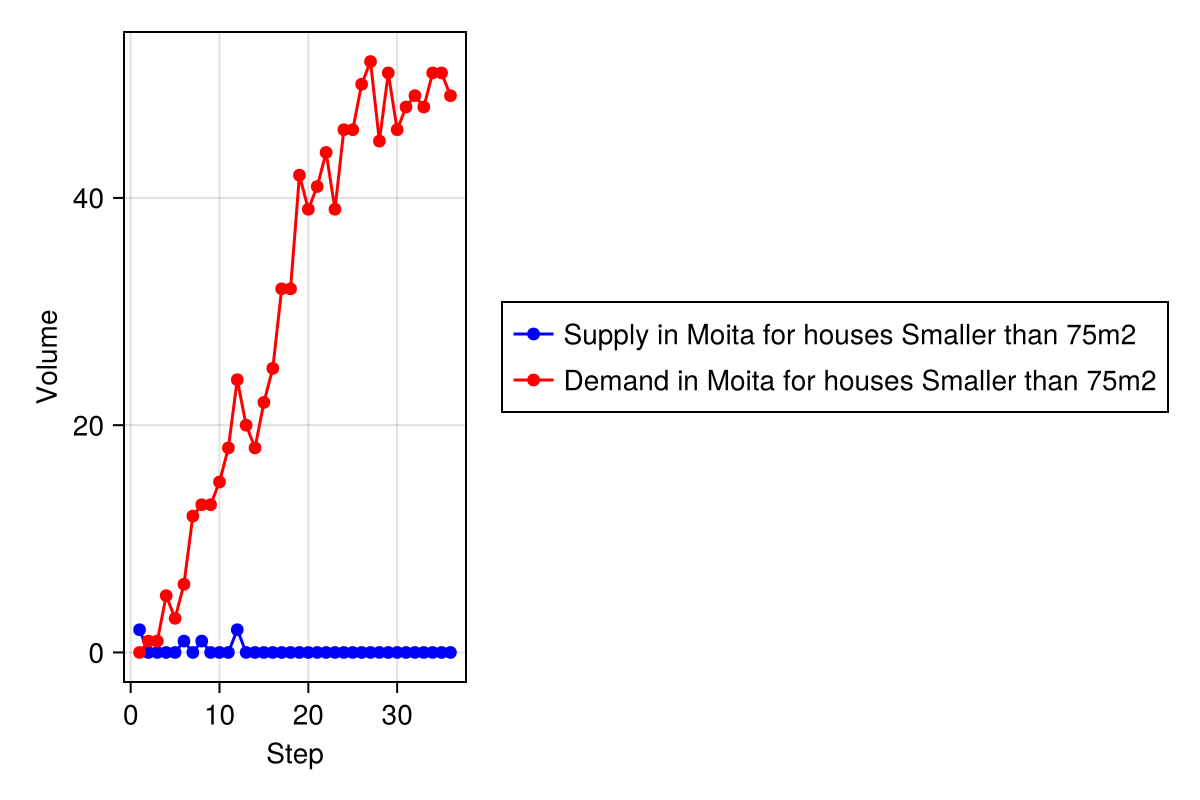 Volume
40
20
0
0 10 20 30
Step
Supply in Moita for houses Smaller than 75m2
Demand in Moita for houses Smaller than 75m2